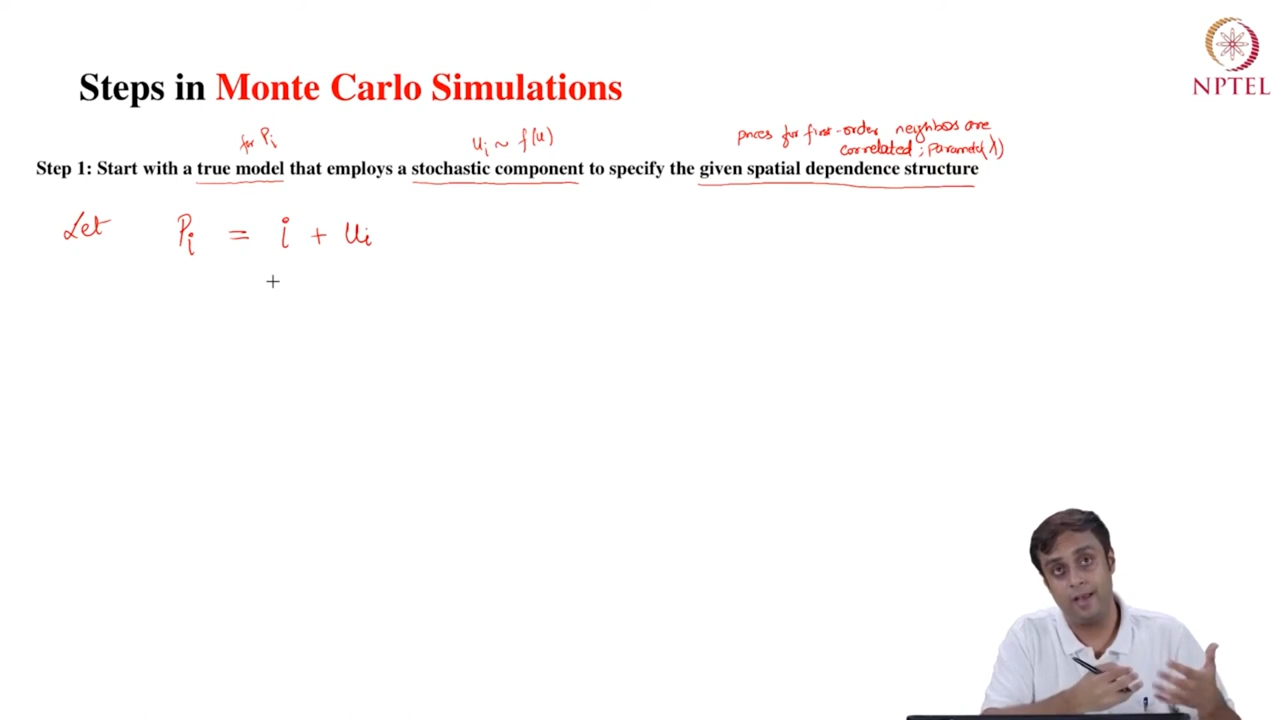 NPTEL
Steps in Monte Carlo Simulations
for Pi
ui ~ f(u)
prices for first-order neighbors are
correlated; parameter(λ)
Step 1: Start with a true model that employs a stochastic component to specify the given spatial dependence structure
Let Pi = i + ui